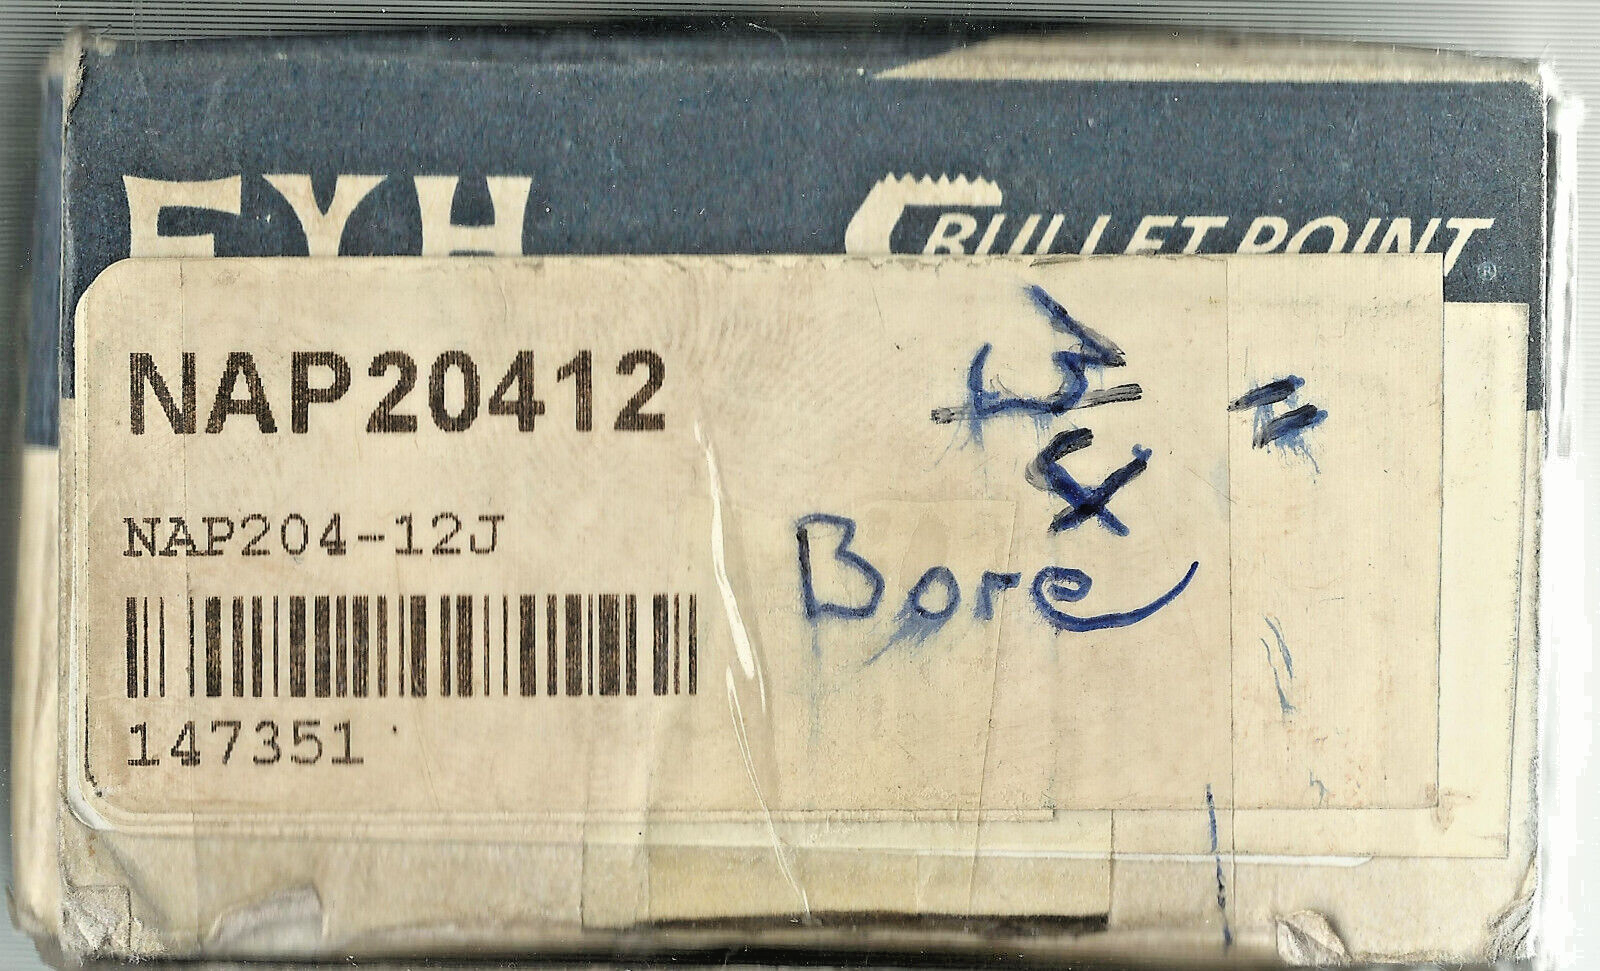 FYH
BULLET POINT®
NAP20412
NAP204-12J
147351
3/4"
Bore